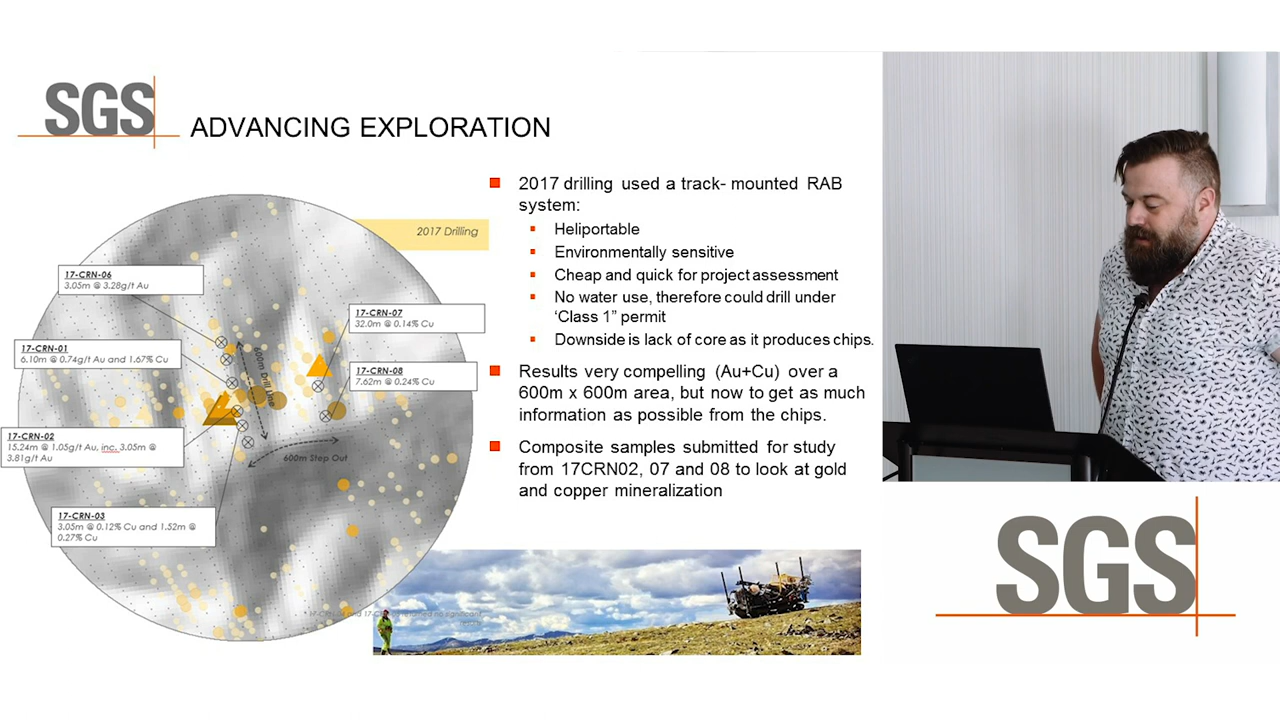 SGS
ADVANCING EXPLORATION
2017 drilling used a track- mounted RAB
system:
Heliportable
Environmentally sensitive
Cheap and quick for project assessment
No water use, therefore could drill under
‘Class 1” permit
Downside is lack of core as it produces chips.
Results very compelling (Au+Cu) over a
600m x 600m area, but now to get as much
information as possible from the chips.
Composite samples submitted for study
from 17CRN02, 07 and 08 to look at gold
and copper mineralization
2017 Drilling
17-CRN-06
3.05m @ 3.28g/t Au
17-CRN-07
32.0m @ 0.14% Cu
17-CRN-01
6.10m @ 0.74g/t Au and 1.67% Cu
17-CRN-08
7.62m @ 0.24% Cu
17-CRN-02
15.24m @ 1.05g/t Au, inc. 3.05m @
3.81g/t Au
17-CRN-03
3.05m @ 0.12% Cu and 1.52m @
0.27% Cu
600m Drill Line
600m Step Out
SGS